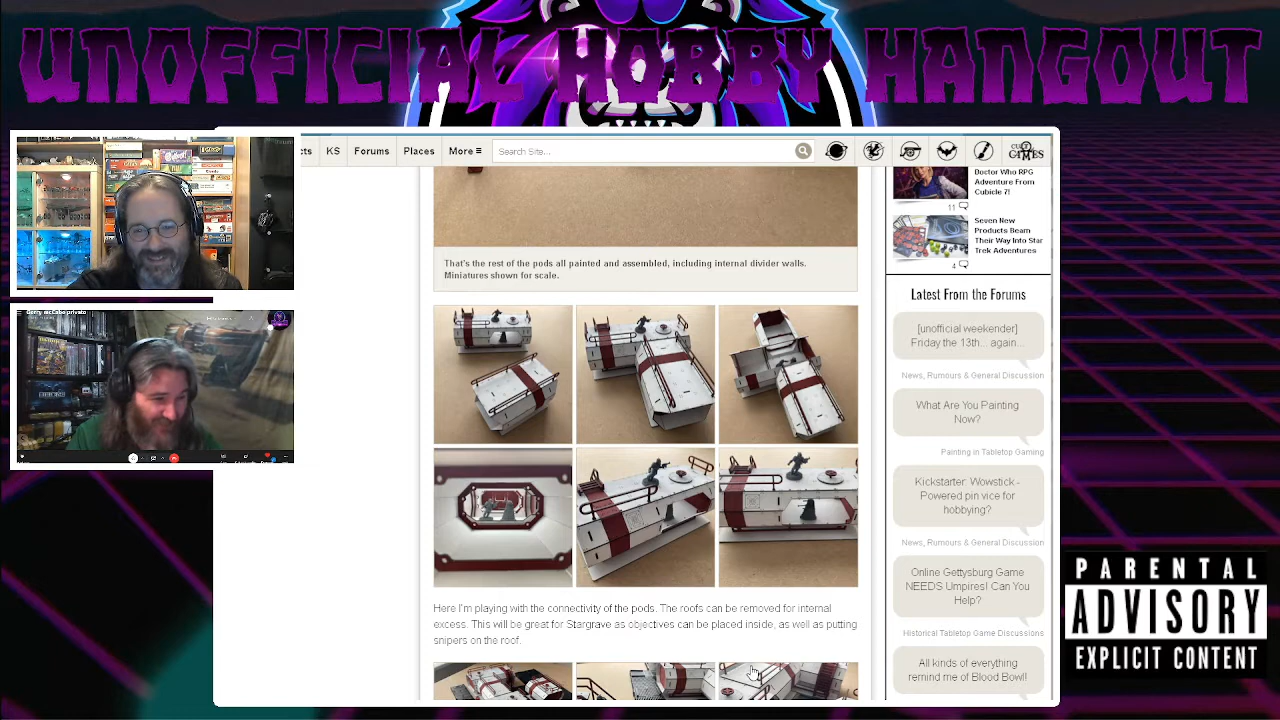 UNOFFICIAL HOBBY HANGOUT
cts KS Forums Places More ≡ Search Site...
Doctor Who RPG
Adventure From
Cubicle 7!
11
Seven New
Products Beam
Their Way Into Star
Trek Adventures
4
That's the rest of the pods all painted and assembled, including internal divider walls.
Miniatures shown for scale.
Here I'm playing with the connectivity of the pods. The roofs can be removed for internal
excess. This will be great for Stargrave as objectives can be placed inside, as well as putting
snipers on the roof.
Latest From the Forums
[unofficial weekender]
Friday the 13th... again...
News, Rumours & General Discussion
What Are You Painting
Now?
Painting in Tabletop Gaming
Kickstarter: Wowstick -
Powered pin vice for
hobbying?
News, Rumours & General Discussion
Online Gettysburg Game
NEEDS Umpires! Can You
Help?
Historical Tabletop Game Discussions
All kinds of everything
remind me of Blood Bowl!
Gerry mcCabe private
PARENTAL
ADVISORY
EXPLICIT CONTENT